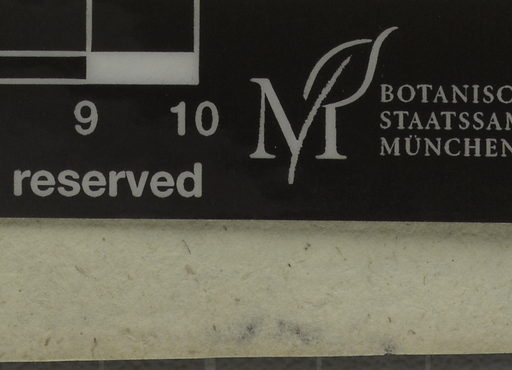 9 10
reserved
BOTANISC
STAATSSAM
MÜNCHEN